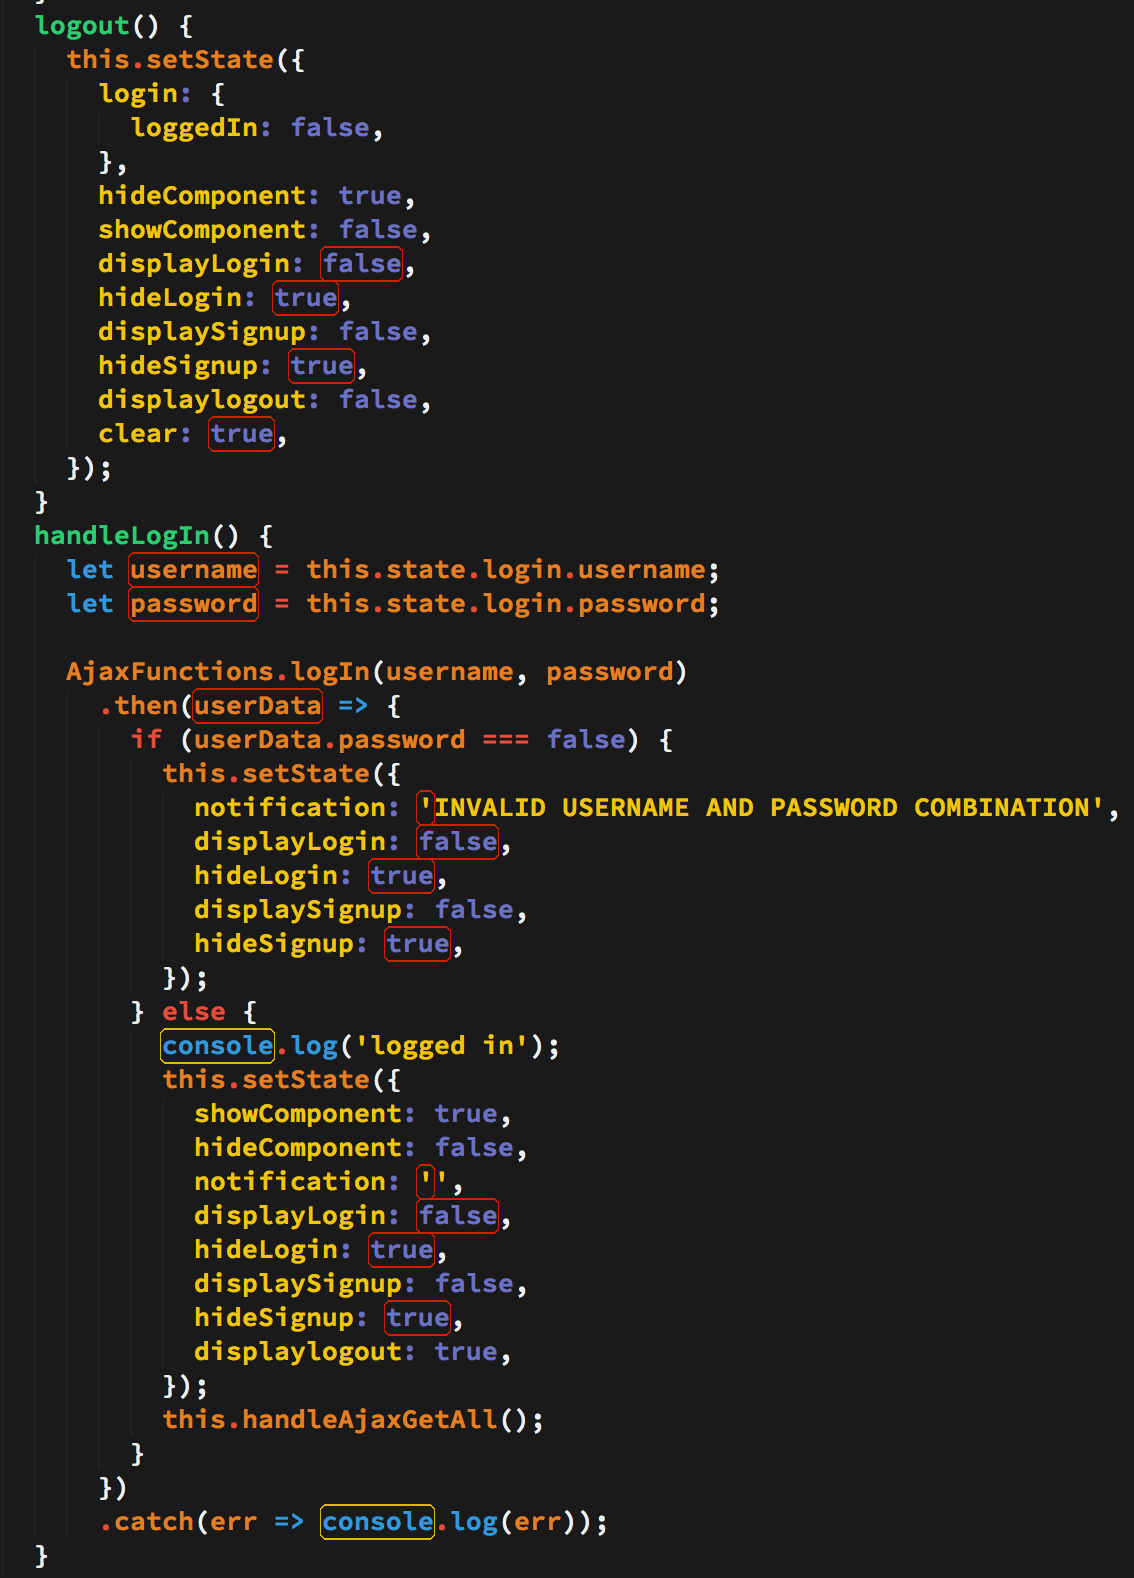 logout() {
this.setState({
login: {
loggedIn: false,
},
hideComponent: true,
showComponent: false,
displayLogin: false,
hideLogin: true,
displaySignup: false,
hideSignup: true,
displaylogout: false,
clear: true,
});
}
handleLogIn() {
let username = this.state.login.username;
let password = this.state.login.password;
AjaxFunctions.logIn(username, password)
.then(userData => {
if (userData.password === false) {
this.setState({
notification: 'INVALID USERNAME AND PASSWORD COMBINATION',
displayLogin: false,
hideLogin: true,
displaySignup: false,
hideSignup: true,
});
} else {
console.log('logged in');
this.setState({
showComponent: true,
hideComponent: false,
notification: '',
displayLogin: false,
hideLogin: true,
displaySignup: false,
hideSignup: true,
displaylogout: true,
});
this.handleAjaxGetAll();
}
})
.catch(err => console.log(err));
}